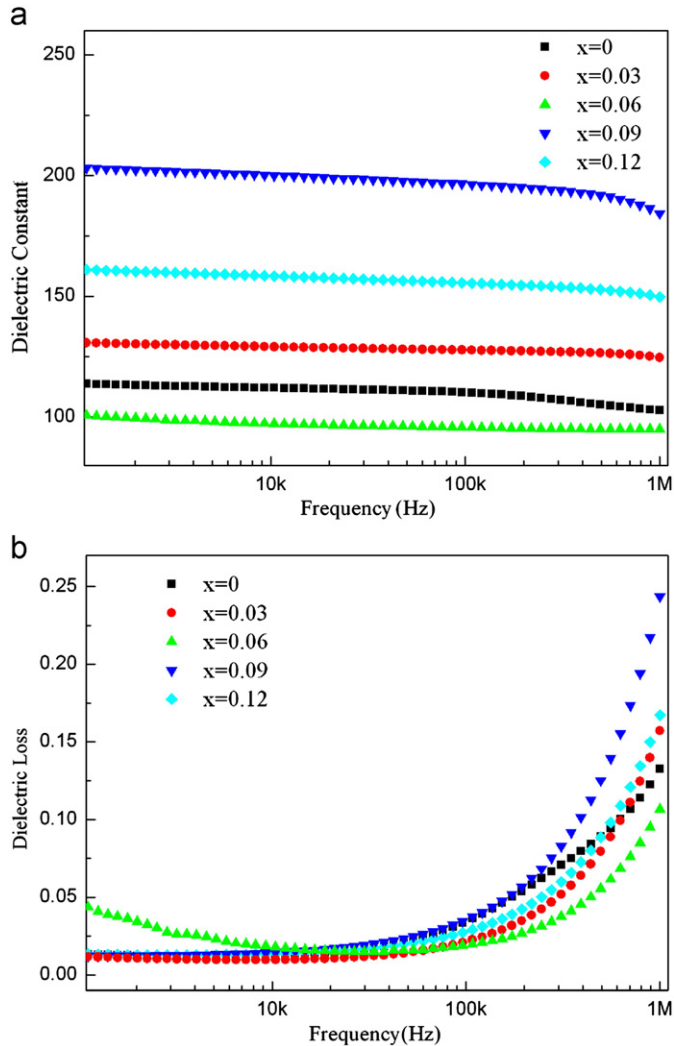 a
250
200
150
100
Dielectric Constant
x=0
x=0.03
x=0.06
x=0.09
x=0.12
10k
100k
1M
Frequency (Hz)
b
0.25
0.20
0.15
0.10
0.05
0.00
Dielectric Loss
x=0
x=0.03
x=0.06
x=0.09
x=0.12
10k
100k
1M
Frequency(Hz)